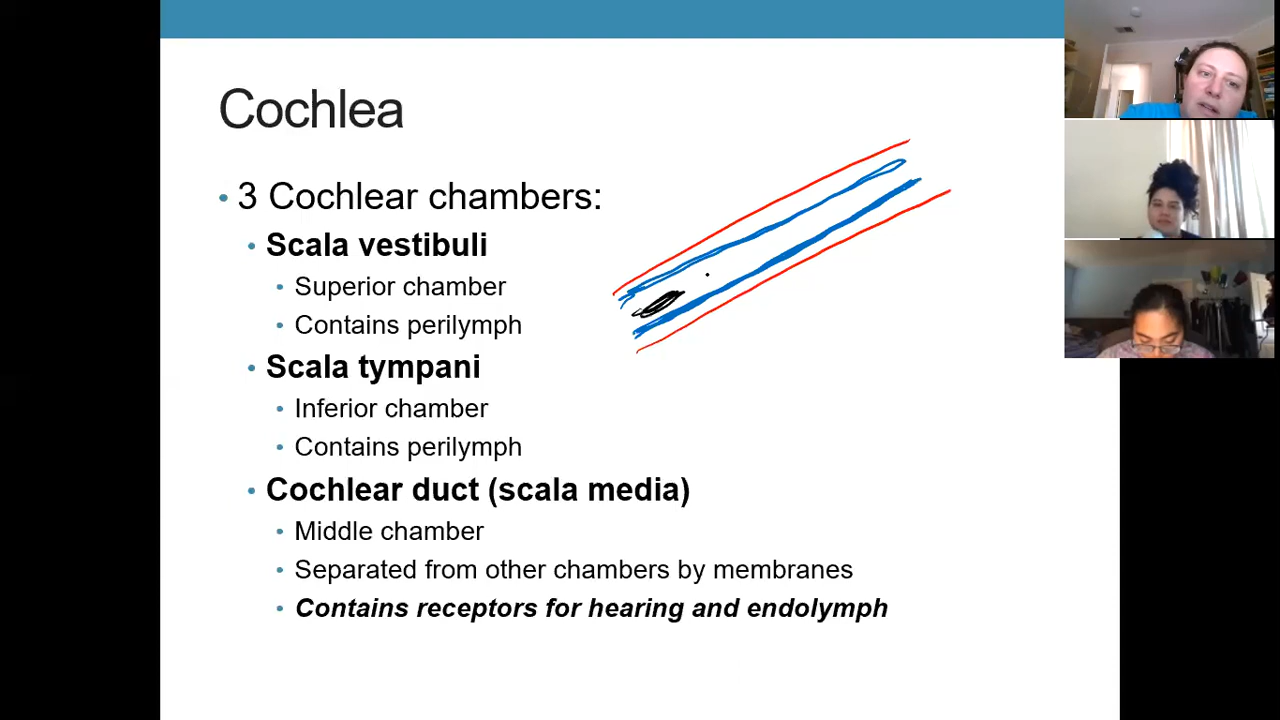 Cochlea
• 3 Cochlear chambers:
• Scala vestibuli
• Superior chamber
• Contains perilymph
• Scala tympani
• Inferior chamber
• Contains perilymph
• Cochlear duct (scala media)
• Middle chamber
• Separated from other chambers by membranes
• Contains receptors for hearing and endolymph